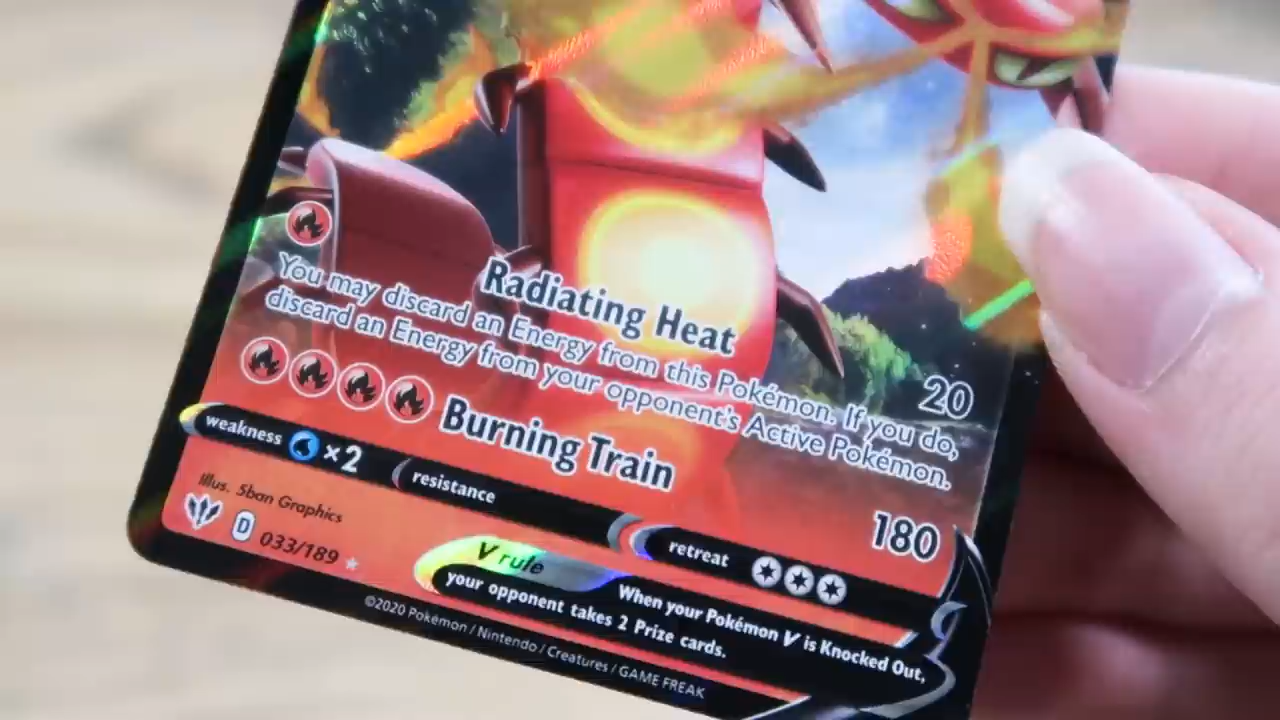 Radiating Heat
20
You may discard an Energy from this Pokémon. If you do,
discard an Energy from your opponent's Active Pokémon.
Burning Train
180
weakness ×2
resistance
retreat
Illus. 5ban Graphics
D 033/189
V rule
When your Pokémon V is Knocked Out,
your opponent takes 2 Prize cards.
©2020 Pokémon / Nintendo / Creatures / GAME FREAK